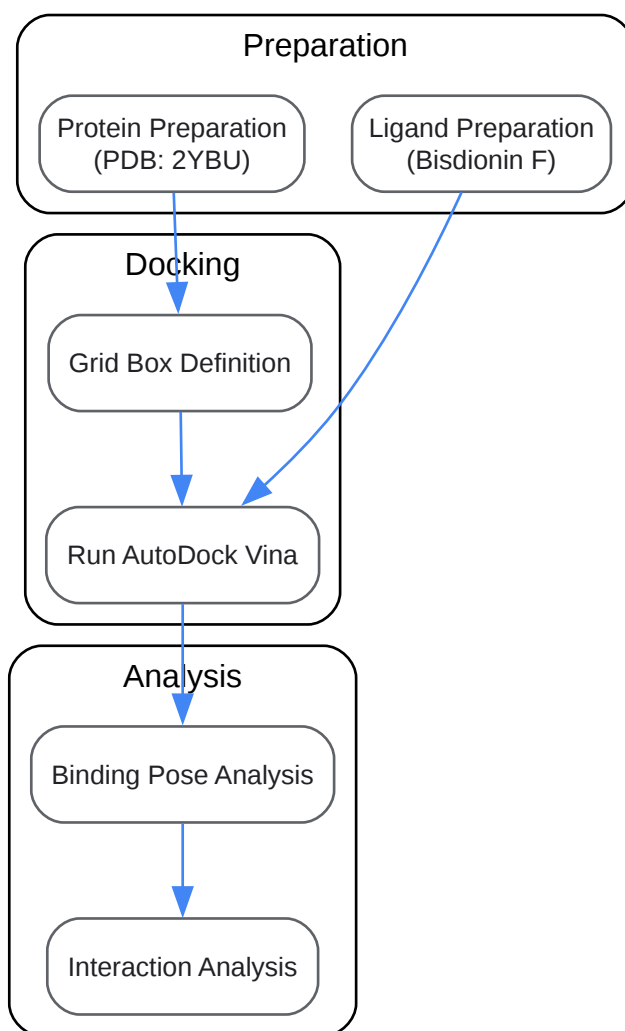 Preparation
Protein Preparation
(PDB: 2YBU)
Ligand Preparation
(Bisdionin F)
Docking
Grid Box Definition
Run AutoDock Vina
Analysis
Binding Pose Analysis
Interaction Analysis